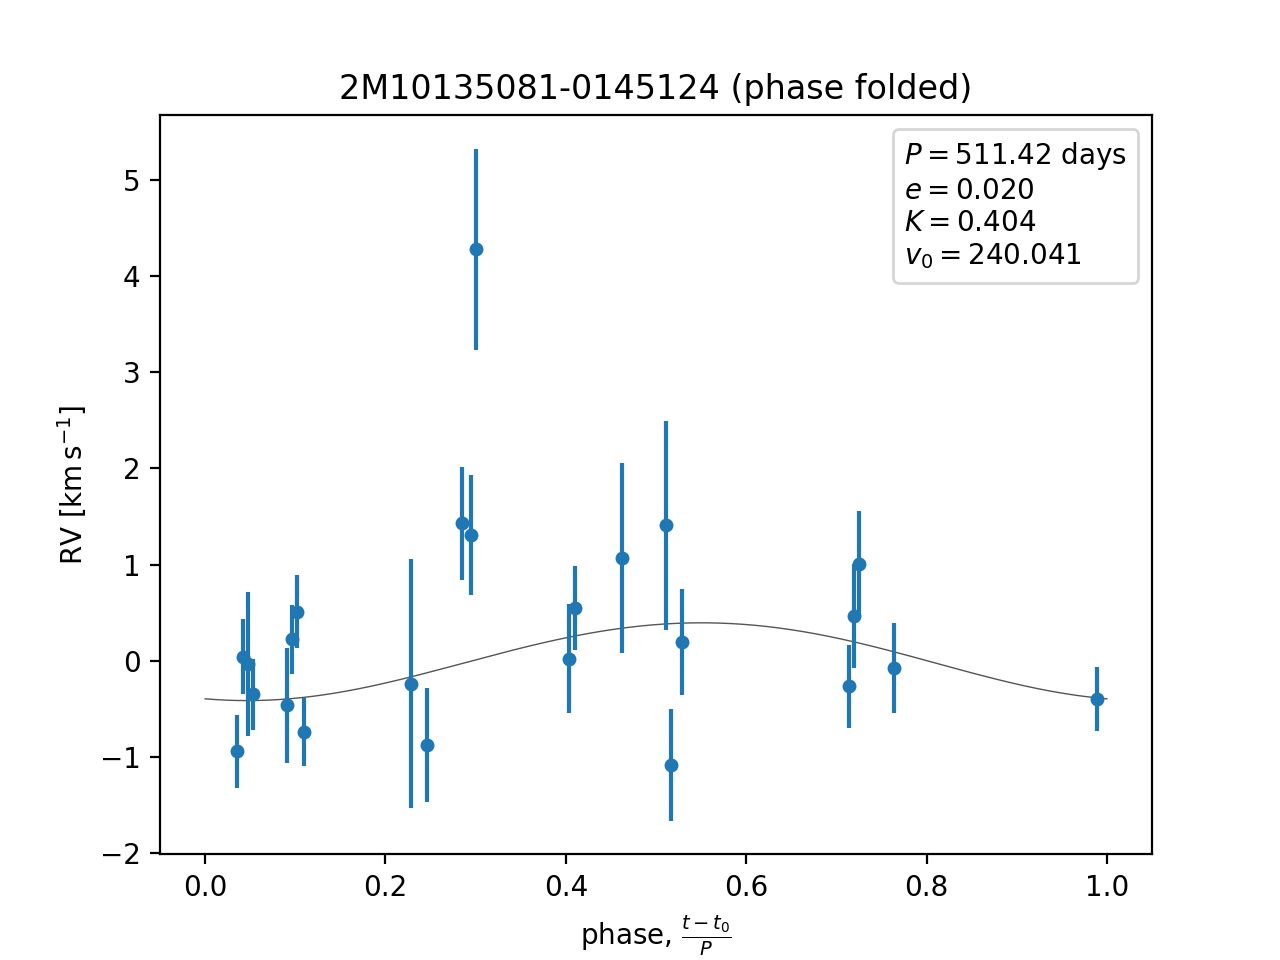 2M10135081-0145124 (phase folded)
P = 511.42 days
e = 0.020
K = 0.404
v₀ = 240.041
5
4
3
2
1
0
−1
−2
RV [km s⁻¹]
0.0 0.2 0.4 0.6 0.8 1.0
phase, (t − t₀)/P